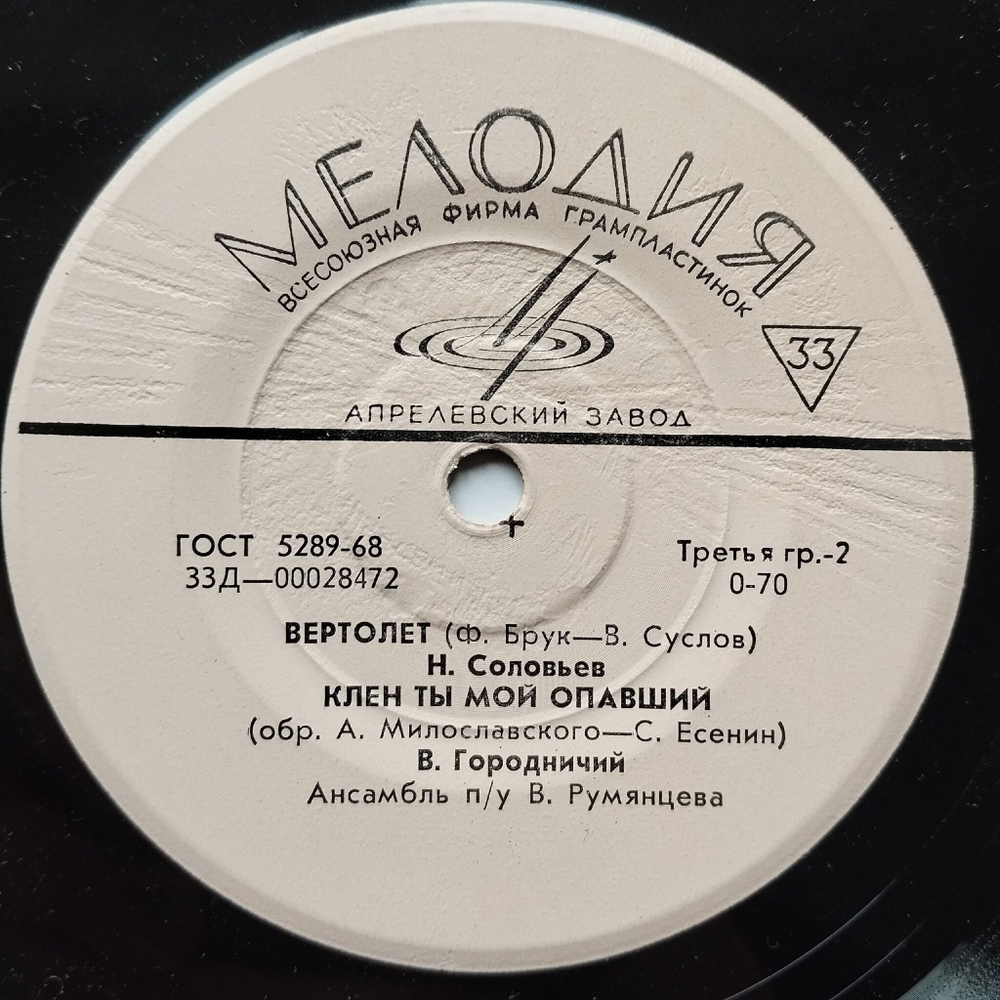 МЕЛОДИЯ
ВСЕСОЮЗНАЯ ФИРМА ГРАМПЛАСТИНОК
33
АПРЕЛЕВСКИЙ ЗАВОД
ГОСТ 5289-68
33Д—00028472
Третья гр.-2
0-70
ВЕРТОЛЕТ (Ф. Брук—В. Суслов)
Н. Соловьев
КЛЕН ТЫ МОЙ ОПАВШИЙ
(обр. А. Милославского—С. Есенин)
В. Городничий
Ансамбль п/у В. Румянцева